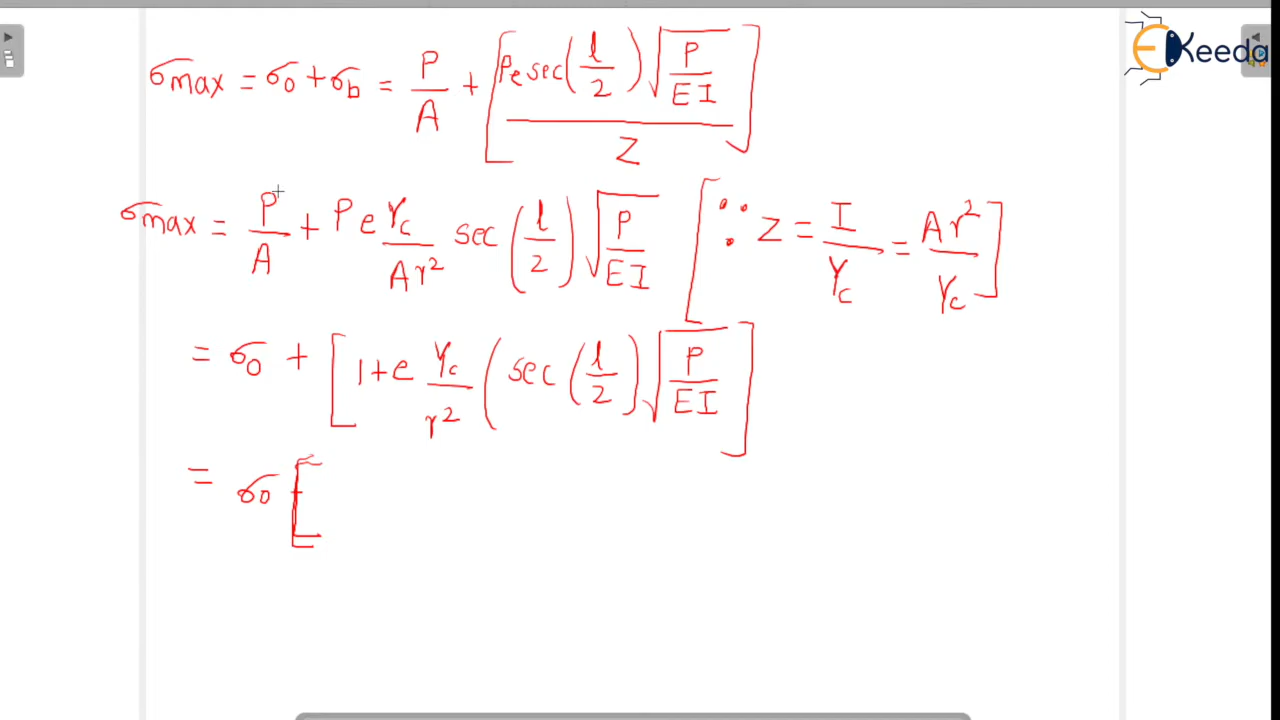 Keeda
σmax = σ0 + σb = P/A + [Pe sec(l/2)√(P/EI) / Z]
σmax = P/A + P e Yc/Ar² sec(l/2)√(P/EI) [∵ Z = I/Yc = Ar²/Yc]
= σ0 + [1 + e Yc/r² (sec(l/2)√(P/EI)]
= σ0 [